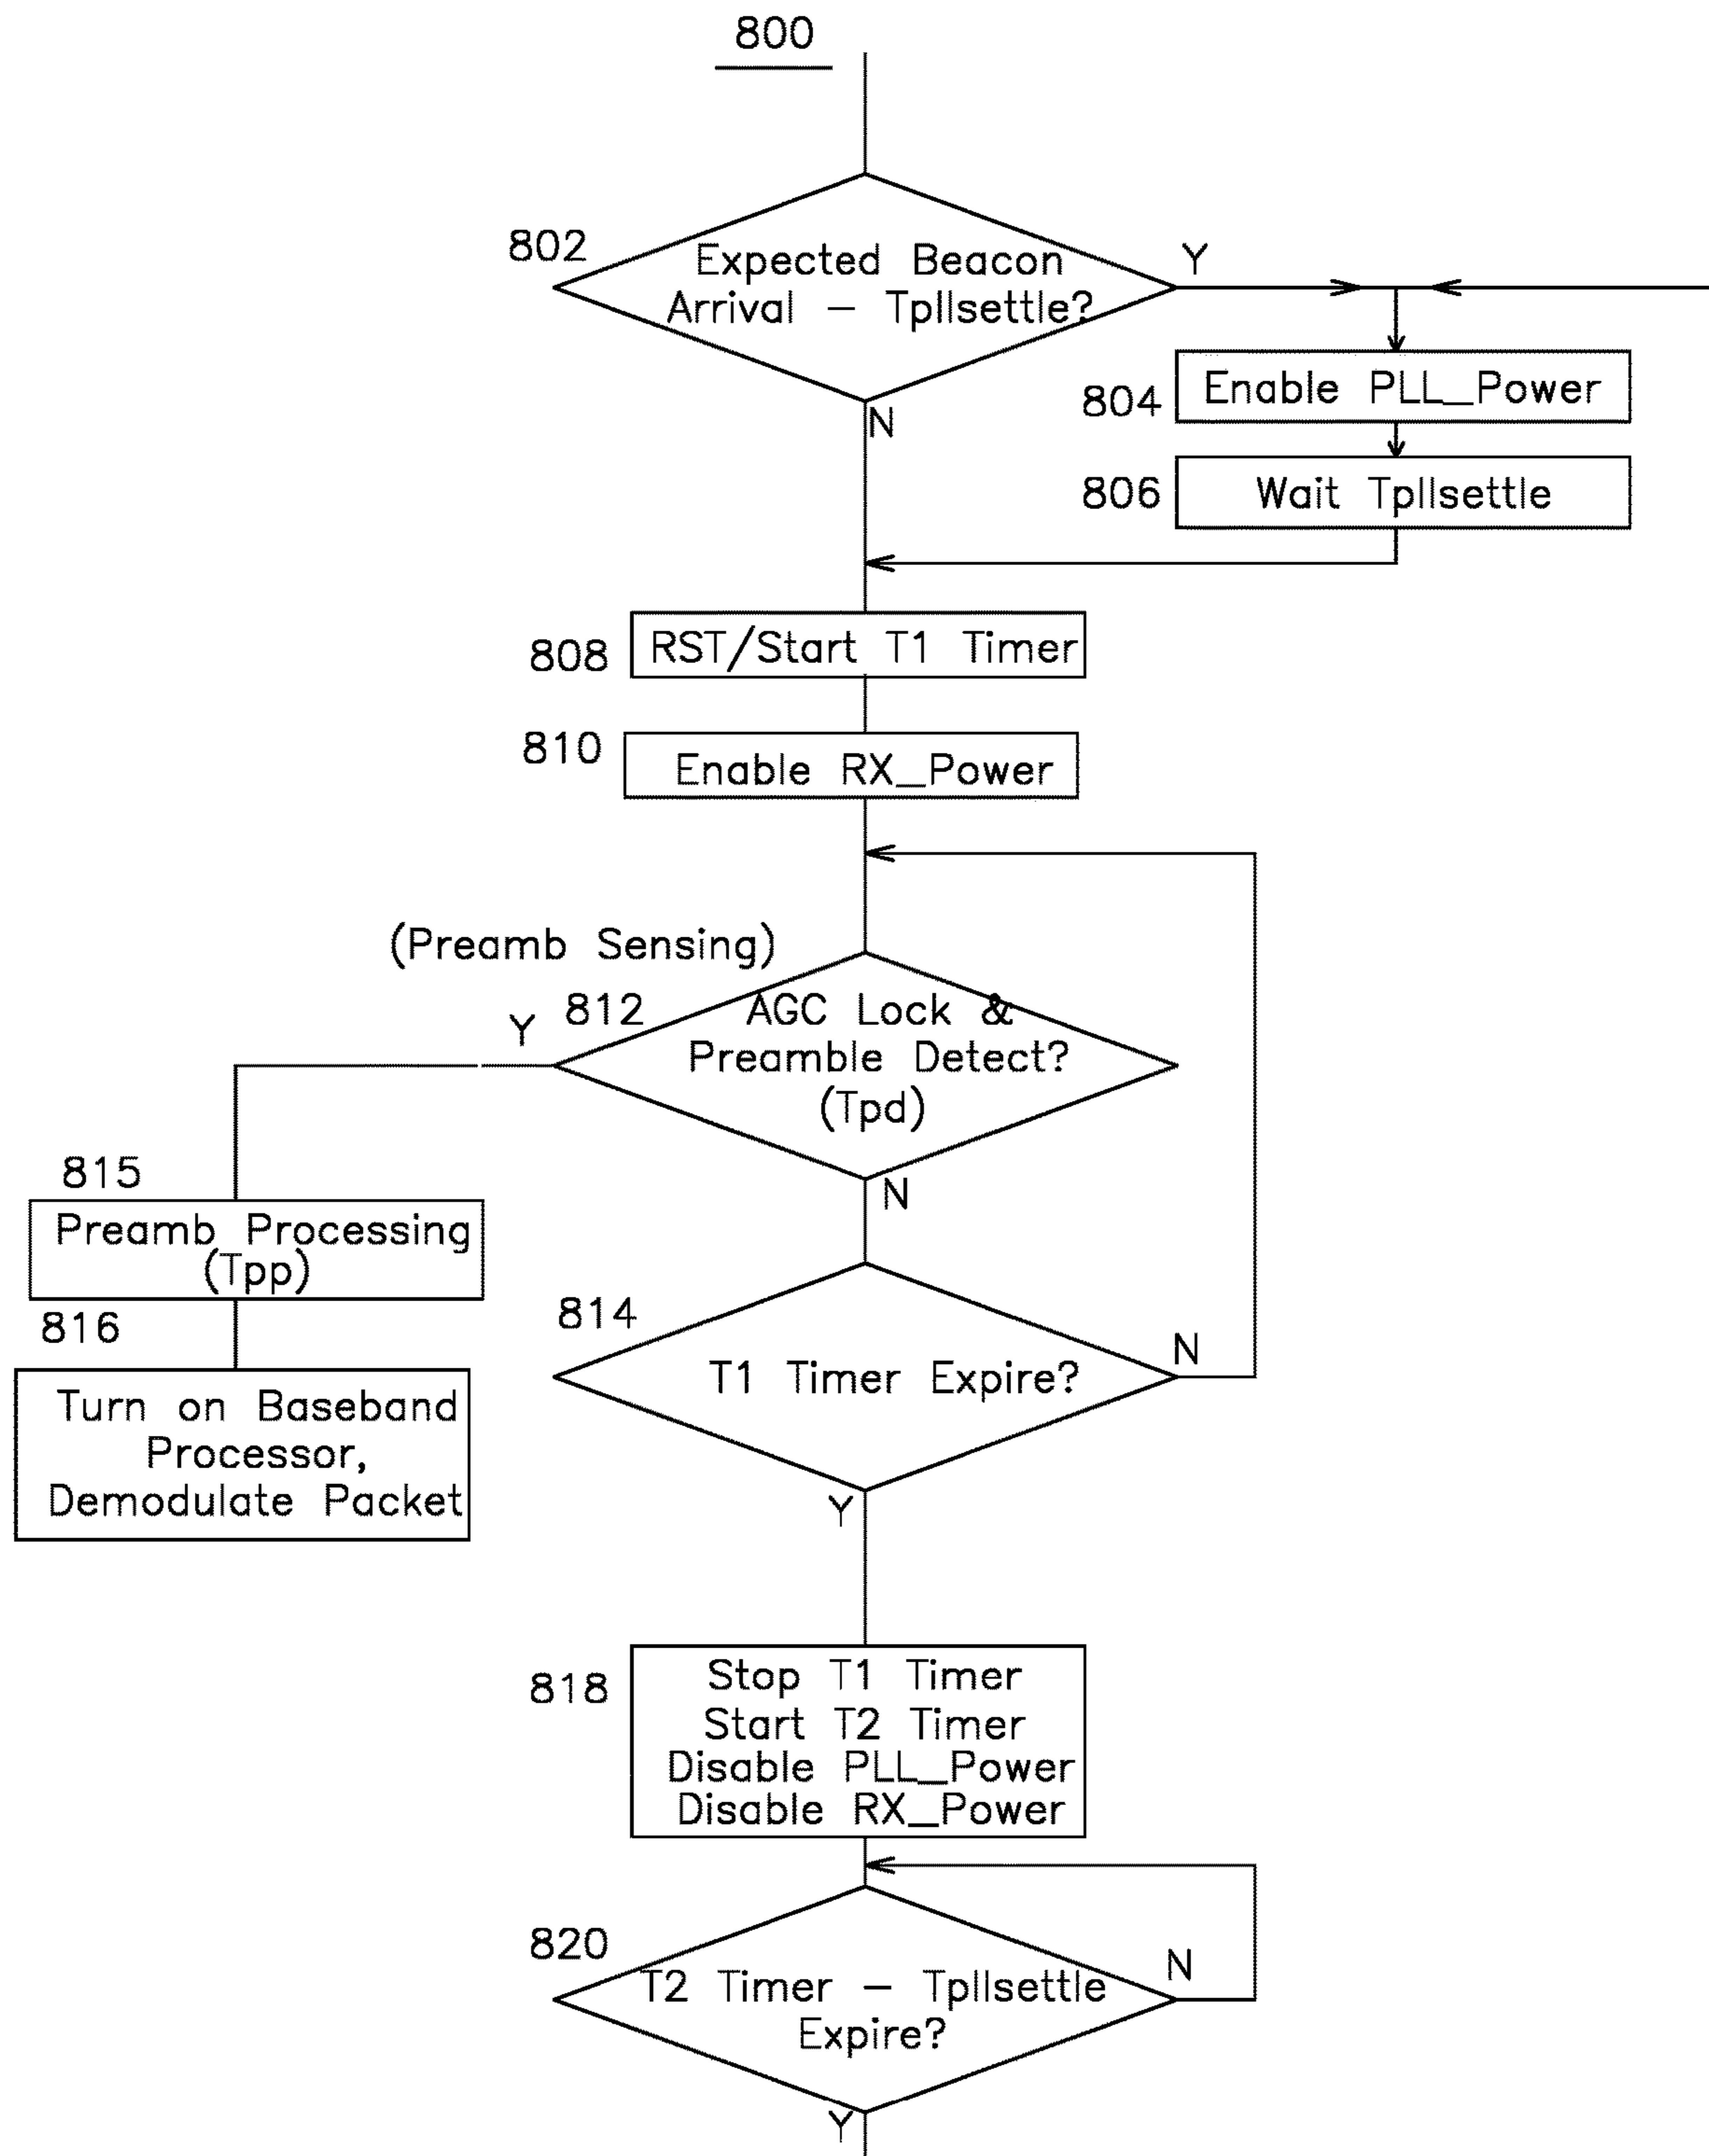 800
802
Expected Beacon
Arrival – Tpllsettle?
Y
N
804
Enable PLL_Power
806
Wait Tpllsettle
808
RST/Start T1 Timer
810
Enable RX_Power
(Preamb Sensing)
812
AGC Lock &
Preamble Detect?
(Tpd)
Y
N
815
Preamb Processing
(Tpp)
816
Turn on Baseband
Processor,
Demodulate Packet
814
T1 Timer Expire?
N
Y
818
Stop T1 Timer
Start T2 Timer
Disable PLL_Power
Disable RX_Power
820
T2 Timer – Tpllsettle
Expire?
N
Y